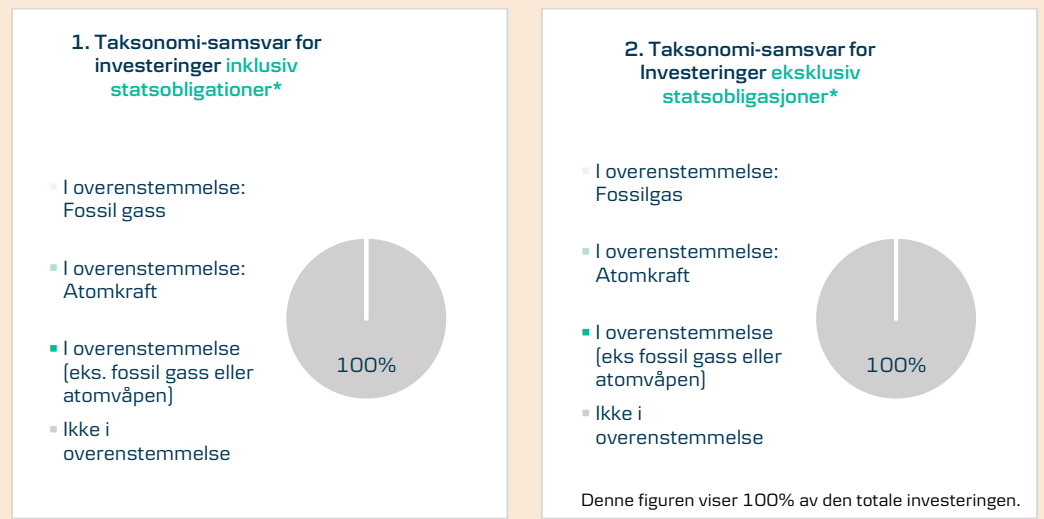 1. Taksonomi-samsvar for
investeringer inklusiv
statsobligationer*
I overenstemmelse:
Fossil gass
I overenstemmelse:
Atomkraft
I overenstemmelse
(eks. fossil gass eller
atomvåpen)
Ikke i
overenstemmelse
100%
2. Taksonomi-samsvar for
Investeringer eksklusiv
statsobligasjoner*
I overenstemmelse:
Fossilgas
I overenstemmelse:
Atomkraft
I overenstemmelse
(eks fossil gass eller
atomvåpen)
Ikke i
overenstemmelse
100%
Denne figuren viser 100% av den totale investeringen.